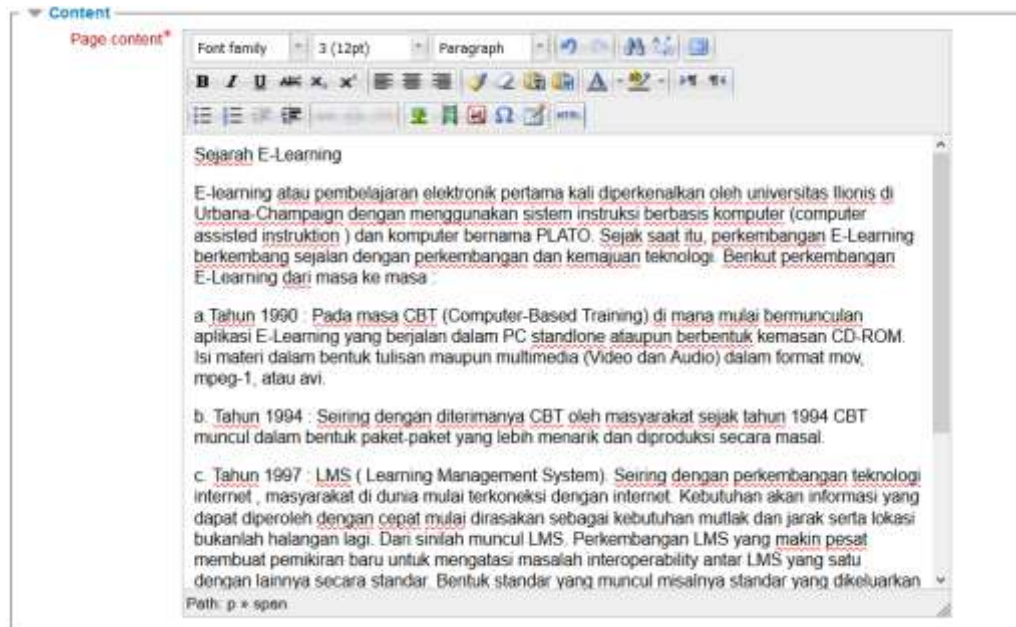 Content
Page content*
Font family 3 (12pt) Paragraph
B I U ABC x, x²
HTML
Sejarah E-Learning
E-learning atau pembelajaran elektronik pertama kali diperkenalkan oleh universitas Ilionis di
Urbana-Champaign dengan menggunakan sistem instruksi berbasis komputer (computer
assisted instruktion ) dan komputer bernama PLATO. Sejak saat itu, perkembangan E-Learning
berkembang sejalan dengan perkembangan dan kemajuan teknologi. Berikut perkembangan
E-Learning dari masa ke masa :
a.Tahun 1990 : Pada masa CBT (Computer-Based Training) di mana mulai bermunculan
aplikasi E-Learning yang berjalan dalam PC standlone ataupun berbentuk kemasan CD-ROM.
Isi materi dalam bentuk tulisan maupun multimedia (Video dan Audio) dalam format mov,
mpeg-1, atau avi.
b. Tahun 1994 : Seiring dengan diterimanya CBT oleh masyarakat sejak tahun 1994 CBT
muncul dalam bentuk paket-paket yang lebih menarik dan diproduksi secara masal.
c. Tahun 1997 : LMS ( Learning Management System). Seiring dengan perkembangan teknologi
internet , masyarakat di dunia mulai terkoneksi dengan internet. Kebutuhan akan informasi yang
dapat diperoleh dengan cepat mulai dirasakan sebagai kebutuhan mutlak dan jarak serta lokasi
bukanlah halangan lagi. Dari sinilah muncul LMS. Perkembangan LMS yang makin pesat
membuat pemikiran baru untuk mengatasi masalah interoperability antar LMS yang satu
dengan lainnya secara standar. Bentuk standar yang muncul misalnya standar yang dikeluarkan
Path: p » span